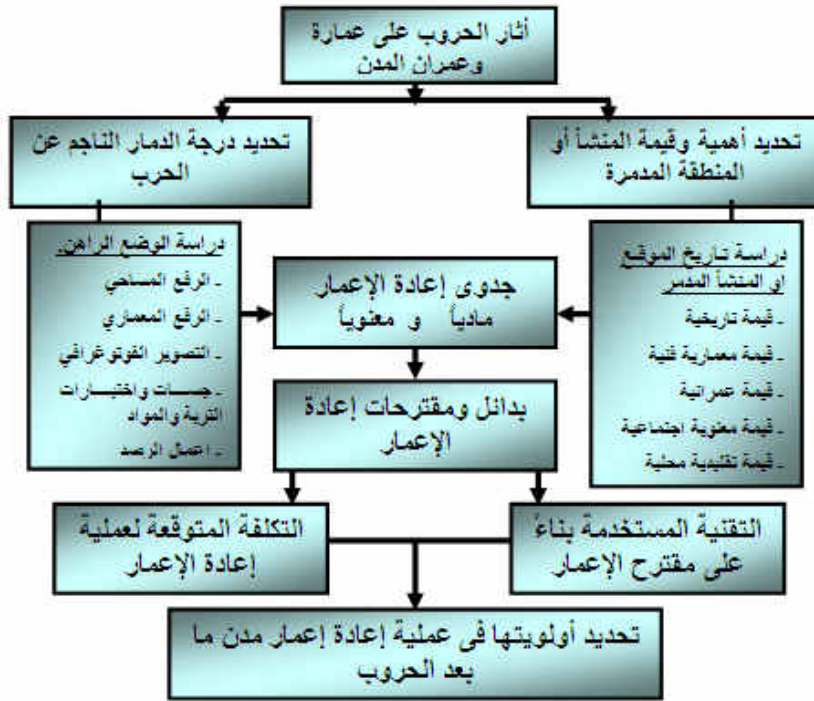 أثار الحروب على عمارة
وعمران المدن
تحديد أهمية وقيمة المنشأ أو
المنطقة المدمرة
تحديد درجة الدمار الناجم عن
الحرب
دراسة تاريخ الموقع
او المنشأ المدمر
- قيمة تاريخية
- قيمة معمارية فنية
- قيمة عمرانية
- قيمة معنوية اجتماعية
- قيمة تقليدية محلية
جدوى إعادة الإعمار
مادياً و معنوياً
دراسة الوضع الراهن.
- الرفع المساحي
- الرفع المعماري
- التصوير الفوتوغرافي
- جسات واختبارات
التربة والمواد
- اعمال الرصد
بدائل ومقترحات إعادة
الإعمار
التقنية المستخدمة بناءً
على مقترح الإعمار
التكلفة المتوقعة لعملية
إعادة الإعمار
تحديد أولويتها فى عملية إعادة إعمار مدن ما
بعد الحروب